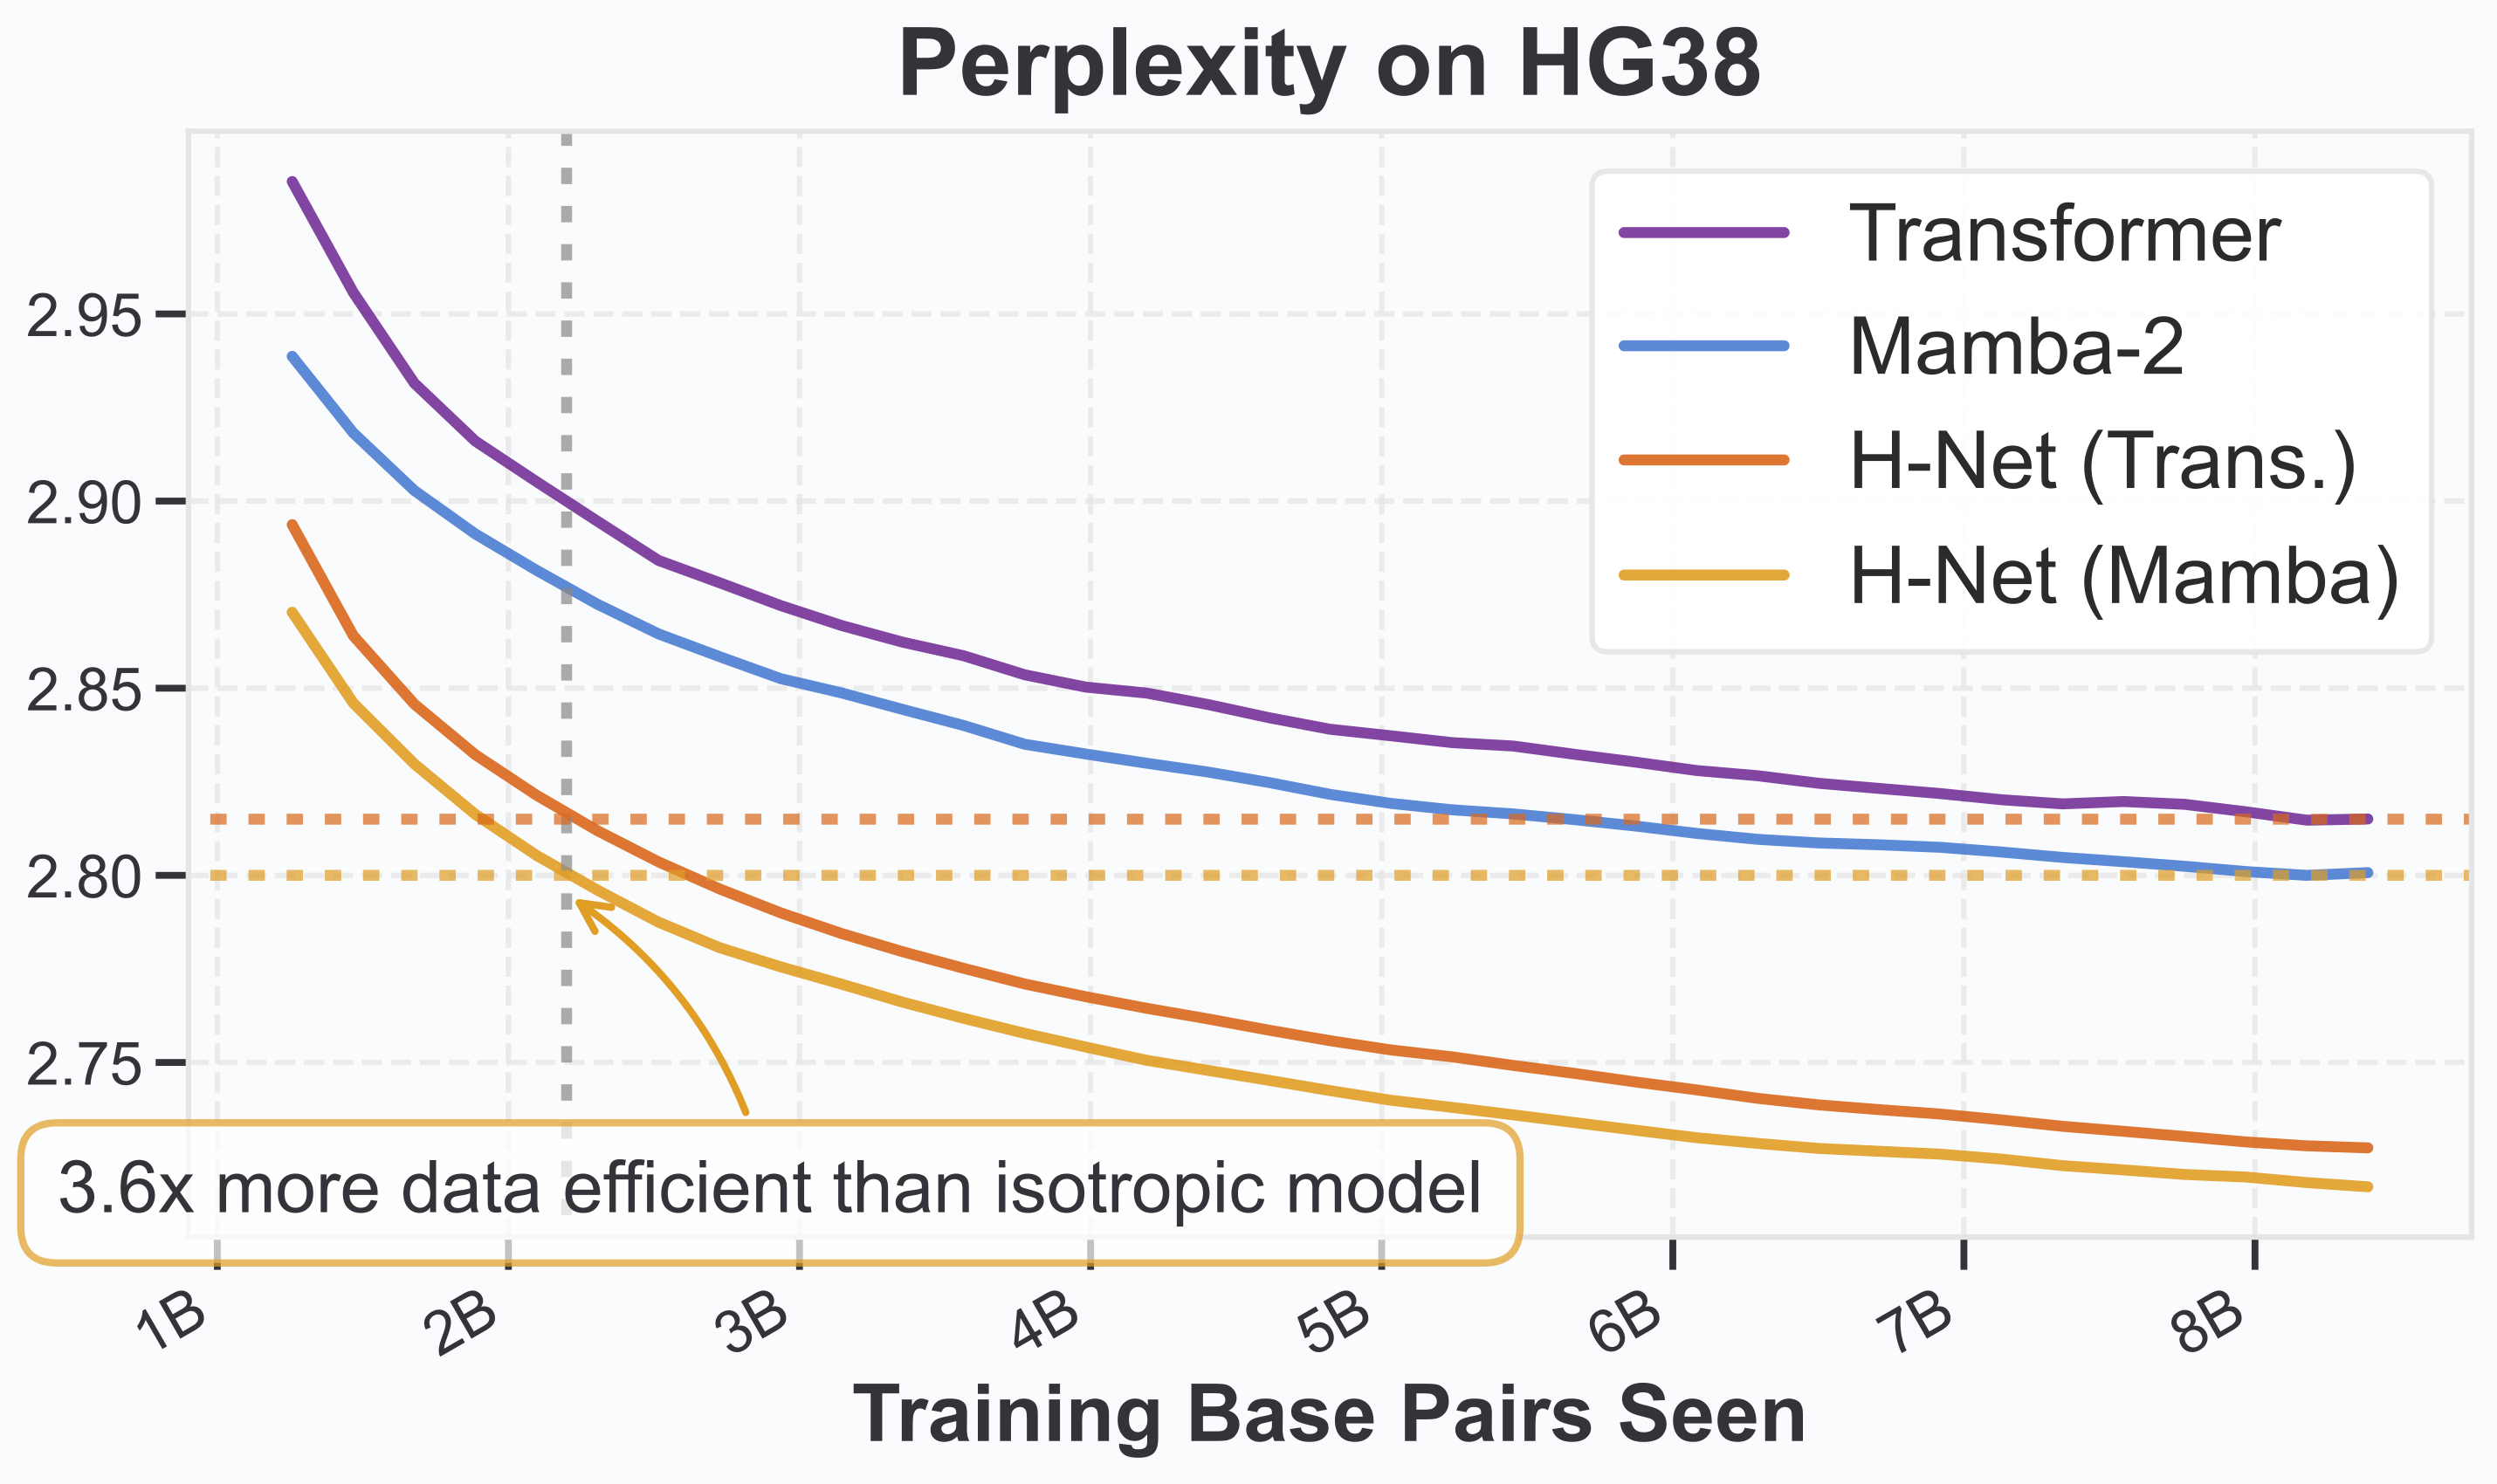 Perplexity on HG38
Transformer
Mamba-2
H-Net (Trans.)
H-Net (Mamba)
2.95
2.90
2.85
2.80
2.75
3.6x more data efficient than isotropic model
1B
2B
3B
4B
5B
6B
7B
8B
Training Base Pairs Seen